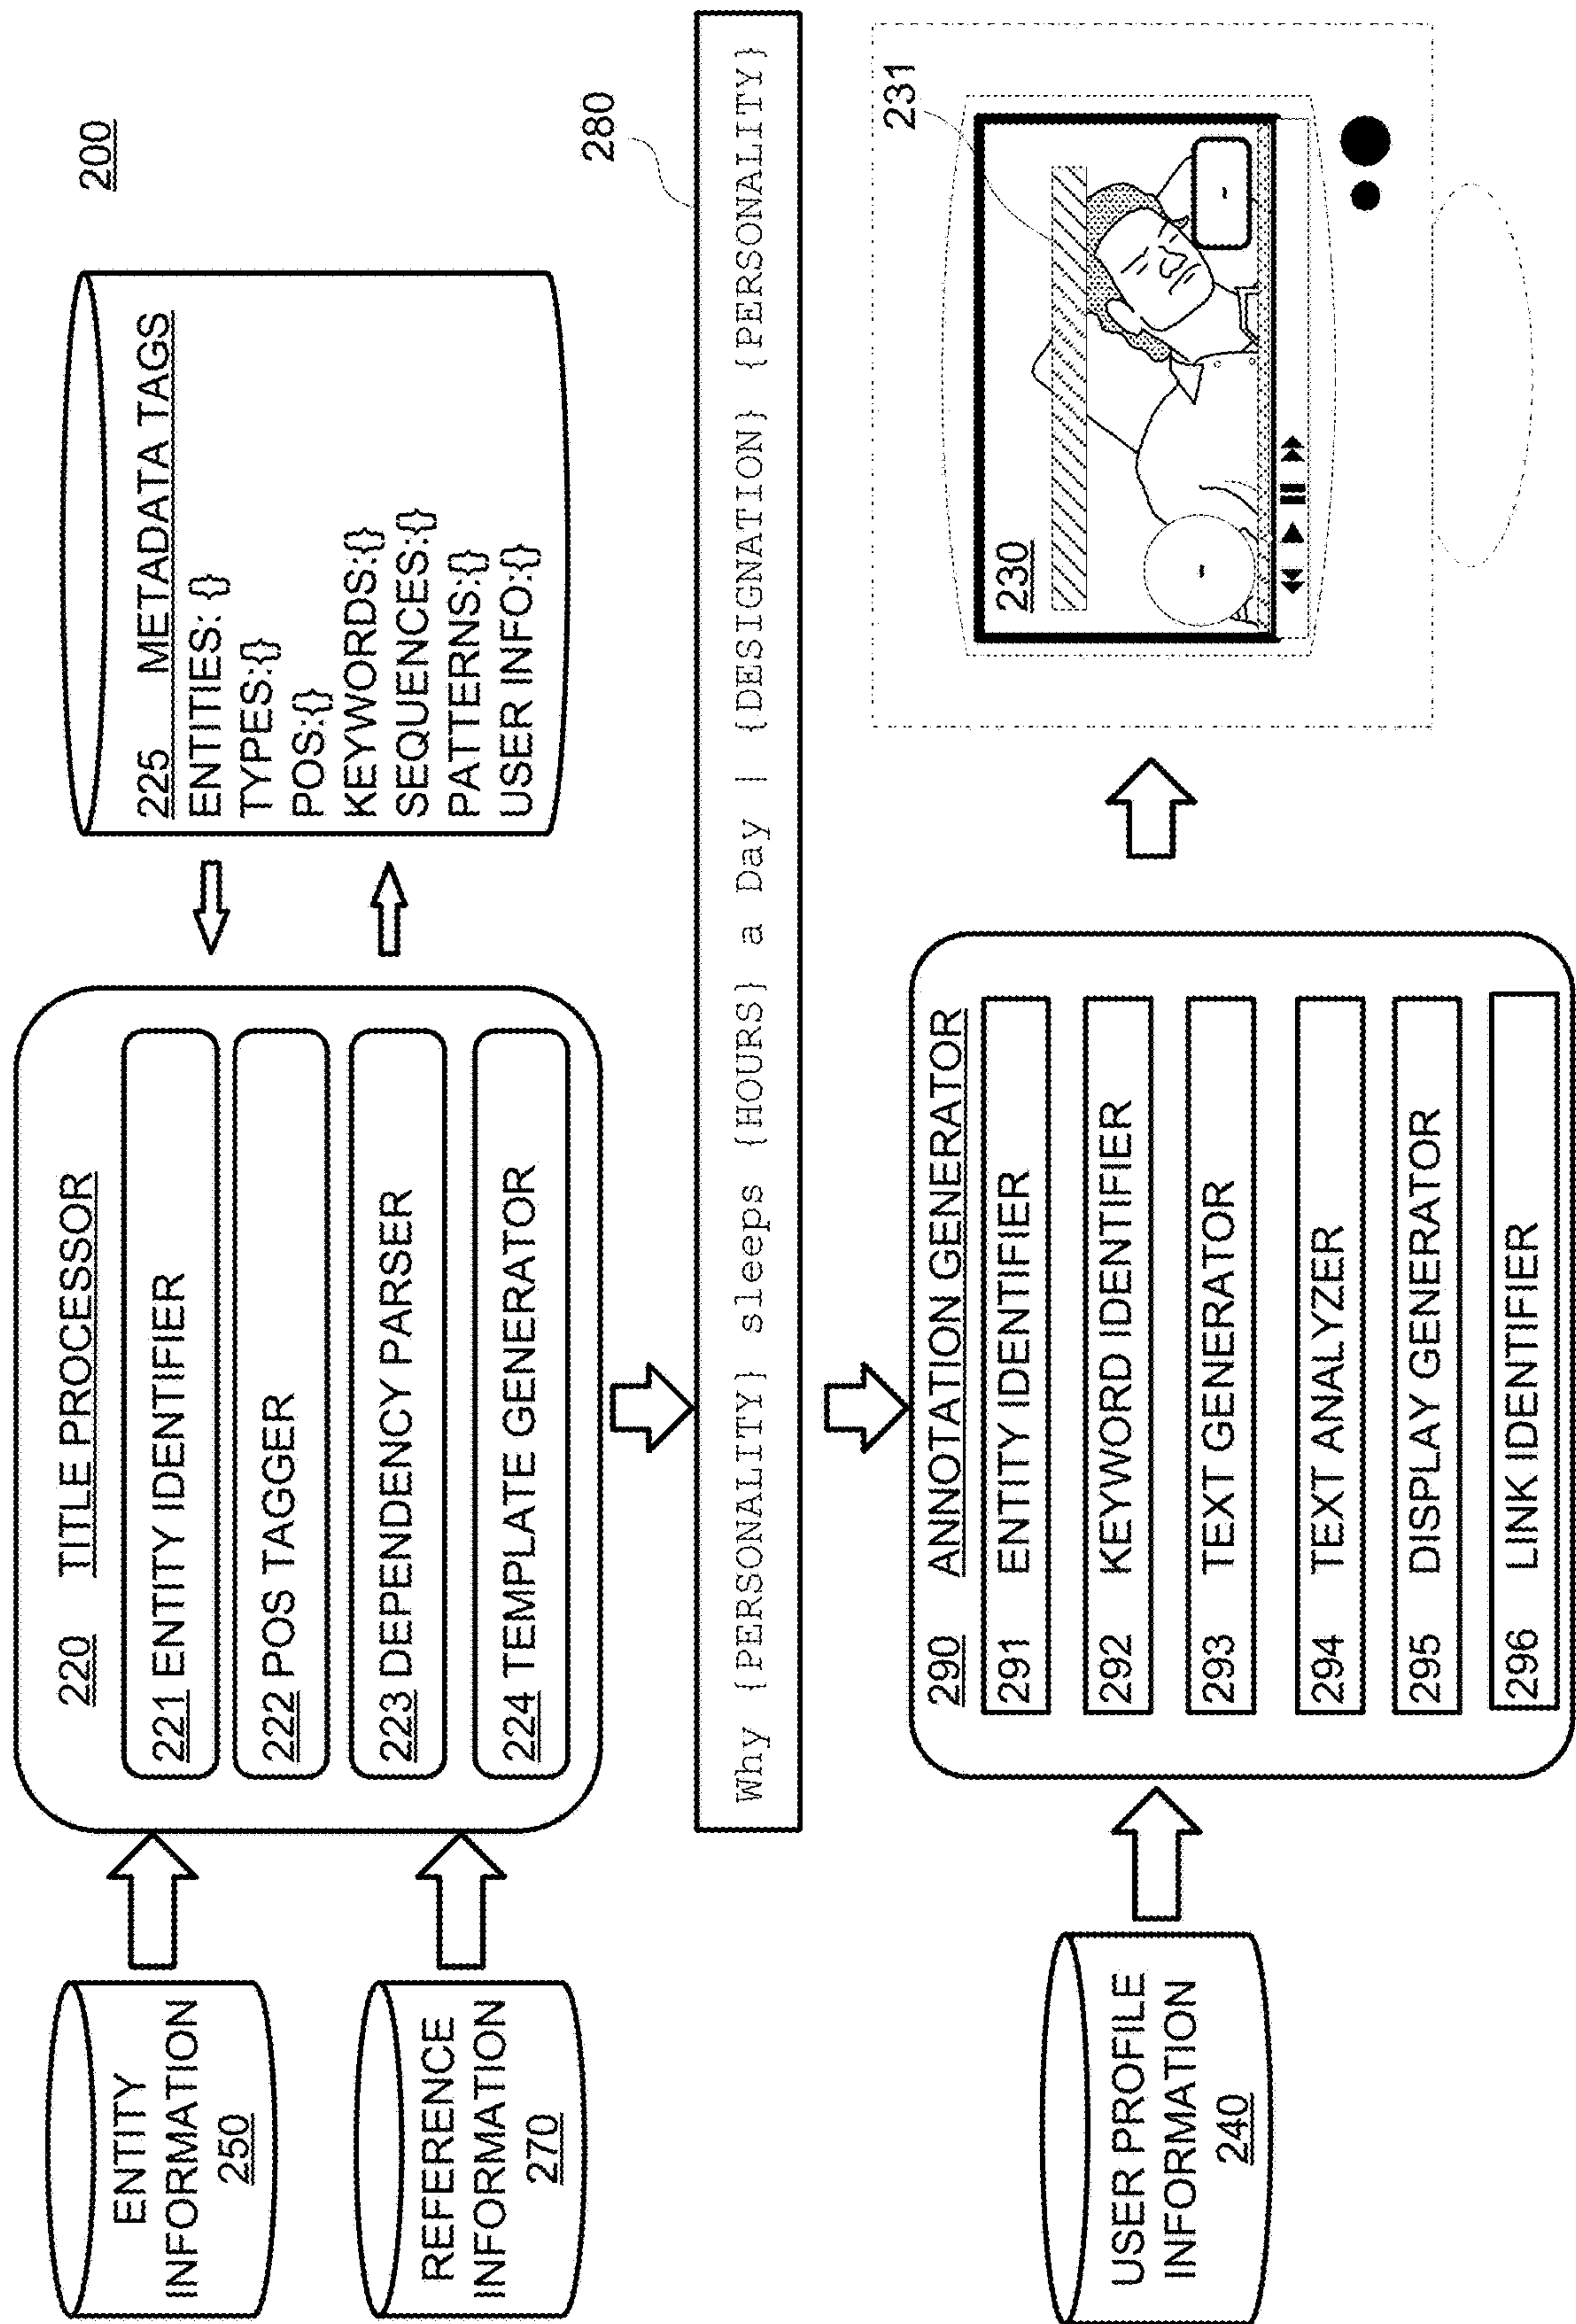 200
ENTITY
INFORMATION
250
REFERENCE
INFORMATION
270
220 TITLE PROCESSOR
221 ENTITY IDENTIFIER
222 POS TAGGER
223 DEPENDENCY PARSER
224 TEMPLATE GENERATOR
225 METADATA TAGS
ENTITIES: {}
TYPES:{}
POS:{}
KEYWORDS:{}
SEQUENCES:{}
PATTERNS:{}
USER INFO:{}
280
Why {PERSONALITY} sleeps {HOURS} a Day | {DESIGNATION} {PERSONALITY}
USER PROFILE
INFORMATION
240
290 ANNOTATION GENERATOR
291 ENTITY IDENTIFIER
292 KEYWORD IDENTIFIER
293 TEXT GENERATOR
294 TEXT ANALYZER
295 DISPLAY GENERATOR
296 LINK IDENTIFIER
230
231
~
~